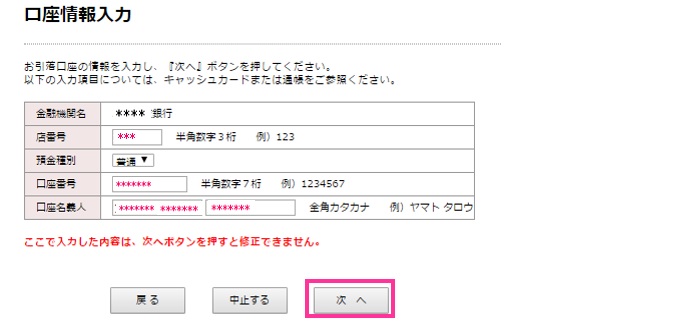 口座情報入力
お引落口座の情報を入力し、『次へ』ボタンを押してください。
以下の入力項目については、キャッシュカードまたは通帳をご参照ください。
金融機関名 **** 銀行
店番号 *** 半角数字3桁 例）123
預金種別 普通▼
口座番号 ******* 半角数字7桁 例）1234567
口座名義人 ******* ******* ******* 全角カタカナ 例）ヤマト タロウ
ここで入力した内容は、次へボタンを押すと修正できません。
戻る 中止する 次 へ